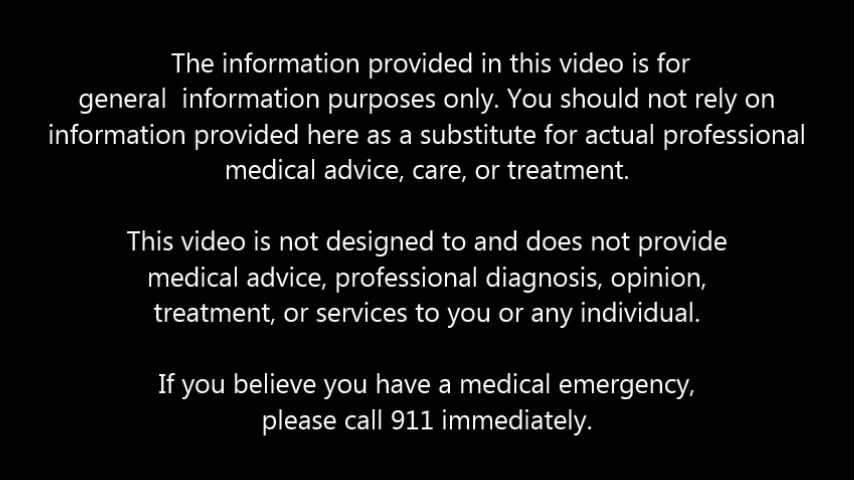 The information provided in this video is for
general  information purposes only. You should not rely on
information provided here as a substitute for actual professional
medical advice, care, or treatment.
This video is not designed to and does not provide
medical advice, professional diagnosis, opinion,
treatment, or services to you or any individual.
If you believe you have a medical emergency,
please call 911 immediately.